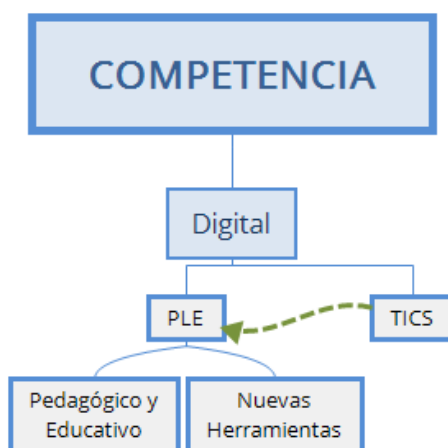 COMPETENCIA
Digital
PLE
TICS
Pedagógico y
Educativo
Nuevas
Herramientas